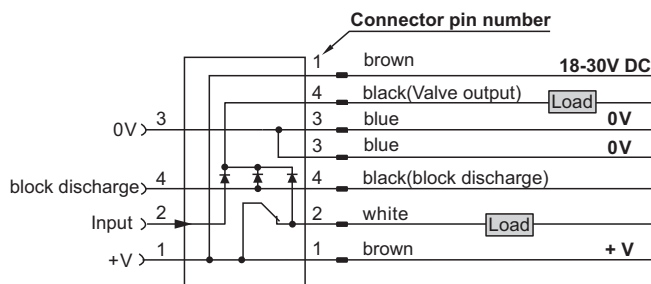 Connector pin number
1 brown 18-30V DC
4 black(Valve output) Load
0V 3 3 blue 0V
3 blue 0V
block discharge 4 4 black(block discharge)
Input 2 2 white Load
+V 1 1 brown + V